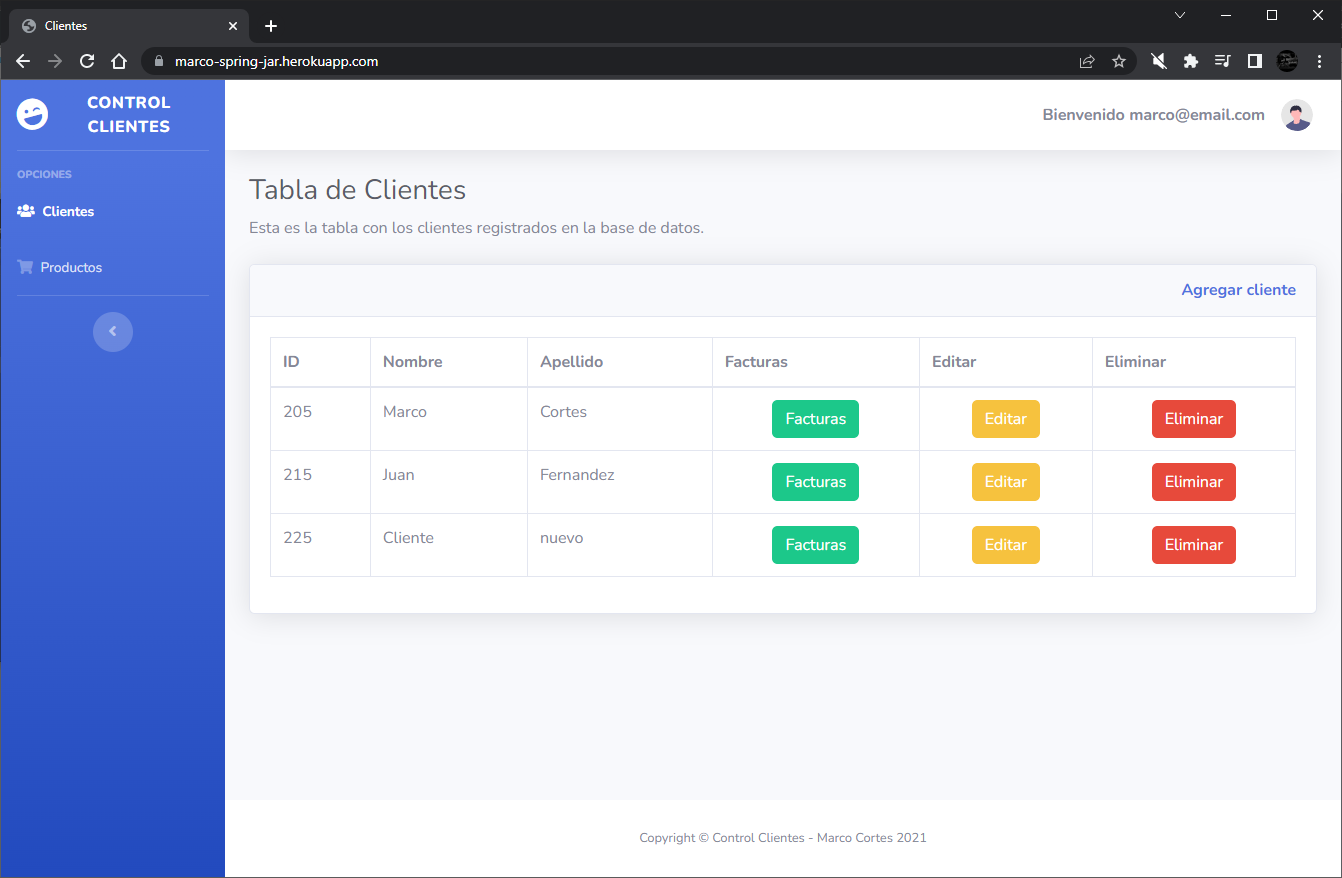 Clientes
marco-spring-jar.herokuapp.com
CONTROL
CLIENTES
Bienvenido marco@email.com
OPCIONES
Clientes
Productos
Tabla de Clientes
Esta es la tabla con los clientes registrados en la base de datos.
Agregar cliente
ID Nombre Apellido Facturas Editar Eliminar
205 Marco Cortes Facturas Editar Eliminar
215 Juan Fernandez Facturas Editar Eliminar
225 Cliente nuevo Facturas Editar Eliminar
Copyright © Control Clientes - Marco Cortes 2021